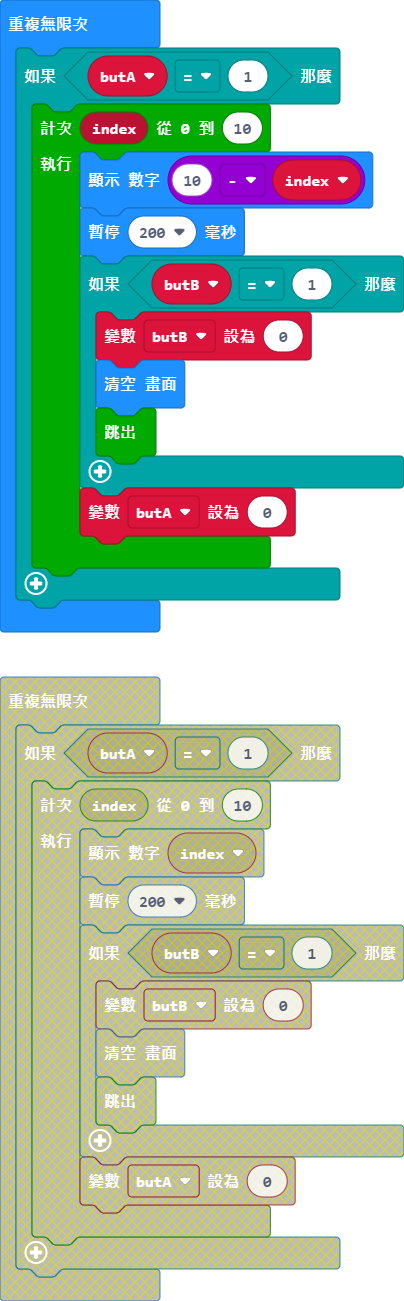 重複無限次
如果 butA = 1 那麼
計次 index 從 0 到 10
執行 顯示 數字 10 - index
暫停 200 毫秒
如果 butB = 1 那麼
變數 butB 設為 0
清空 畫面
跳出
變數 butA 設為 0
重複無限次
如果 butA = 1 那麼
計次 index 從 0 到 10
執行 顯示 數字 index
暫停 200 毫秒
如果 butB = 1 那麼
變數 butB 設為 0
清空 畫面
跳出
變數 butA 設為 0